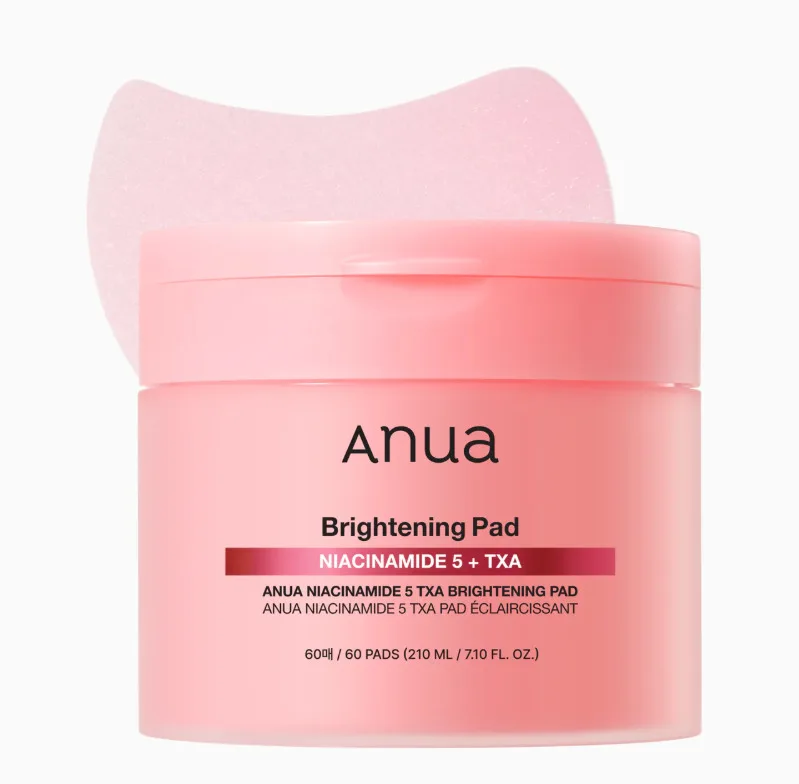 Anua
Brightening Pad
NIACINAMIDE 5 + TXA
ANUA NIACINAMIDE 5 TXA BRIGHTENING PAD
ANUA NIACINAMIDE 5 TXA PAD ÉCLAIRCISSANT
60매 / 60 PADS (210 ML / 7.10 FL. OZ.)